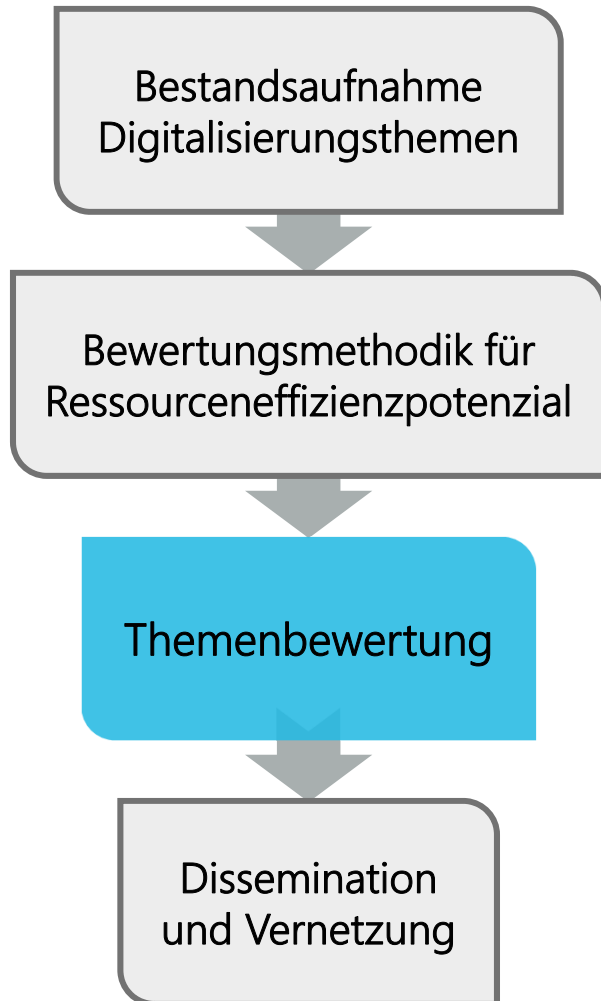 Bestandsaufnahme
Digitalisierungsthemen
Bewertungsmethodik für
Ressourceneffizienzpotenzial
Themenbewertung
Dissemination
und Vernetzung